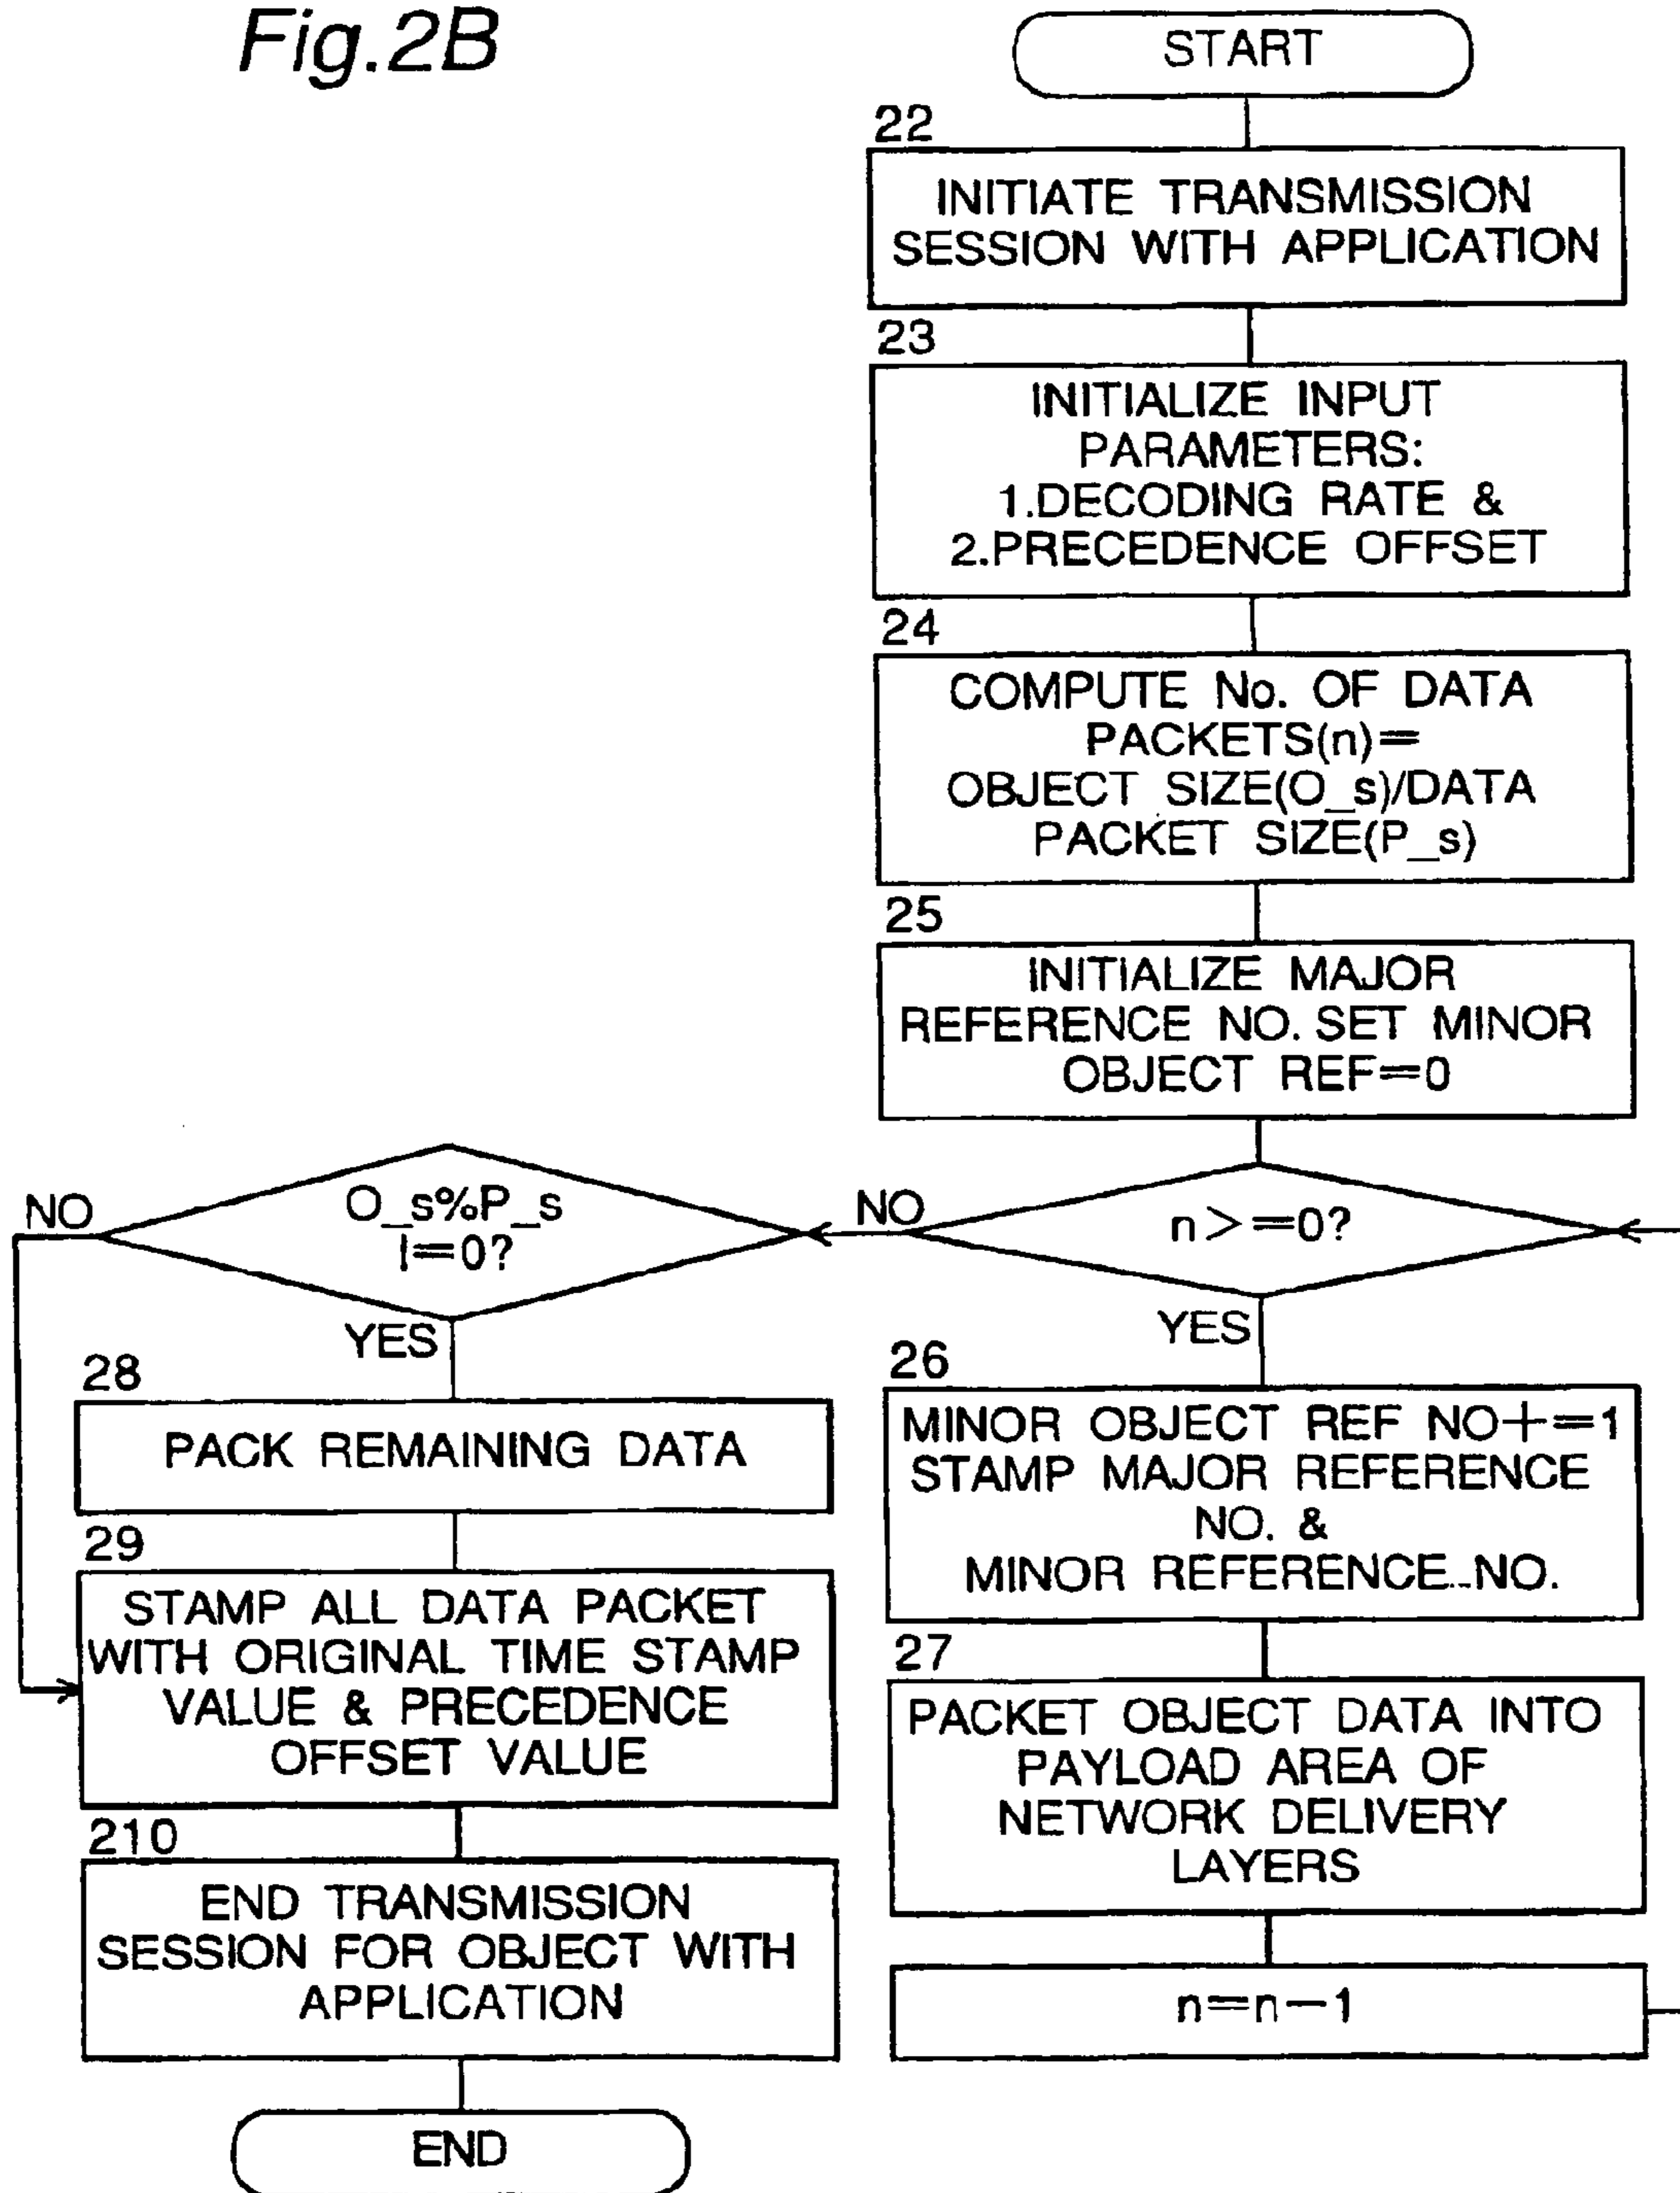 Fig.2B
START
22
INITIATE TRANSMISSION
SESSION WITH APPLICATION
23
INITIALIZE INPUT
PARAMETERS:
1.DECODING RATE &
2.PRECEDENCE OFFSET
24
COMPUTE No. OF DATA
PACKETS(n)=
OBJECT SIZE(O_s)/DATA
PACKET SIZE(P_s)
25
INITIALIZE MAJOR
REFERENCE NO. SET MINOR
OBJECT REF=0
n>=0?
NO
YES
O_s%P_s
!=0?
NO
YES
26
MINOR OBJECT REF NO+=1
STAMP MAJOR REFERENCE
NO. &
MINOR REFERENCE NO.
27
PACKET OBJECT DATA INTO
PAYLOAD AREA OF
NETWORK DELIVERY
LAYERS
n=n-1
28
PACK REMAINING DATA
29
STAMP ALL DATA PACKET
WITH ORIGINAL TIME STAMP
VALUE & PRECEDENCE
OFFSET VALUE
210
END TRANSMISSION
SESSION FOR OBJECT WITH
APPLICATION
END